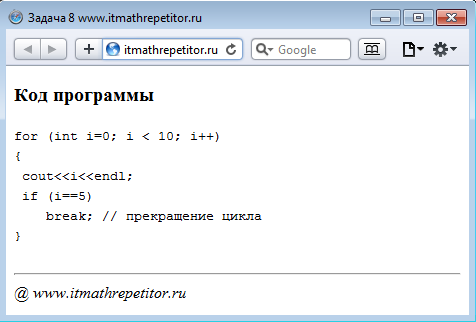 Задача 8 www.itmathrepetitor.ru
itmathrepetitor.ru
Google
Код программы
for (int i=0; i < 10; i++)
{
 cout<<i<<endl;
 if (i==5)
    break; // прекращение цикла
}
@ www.itmathrepetitor.ru